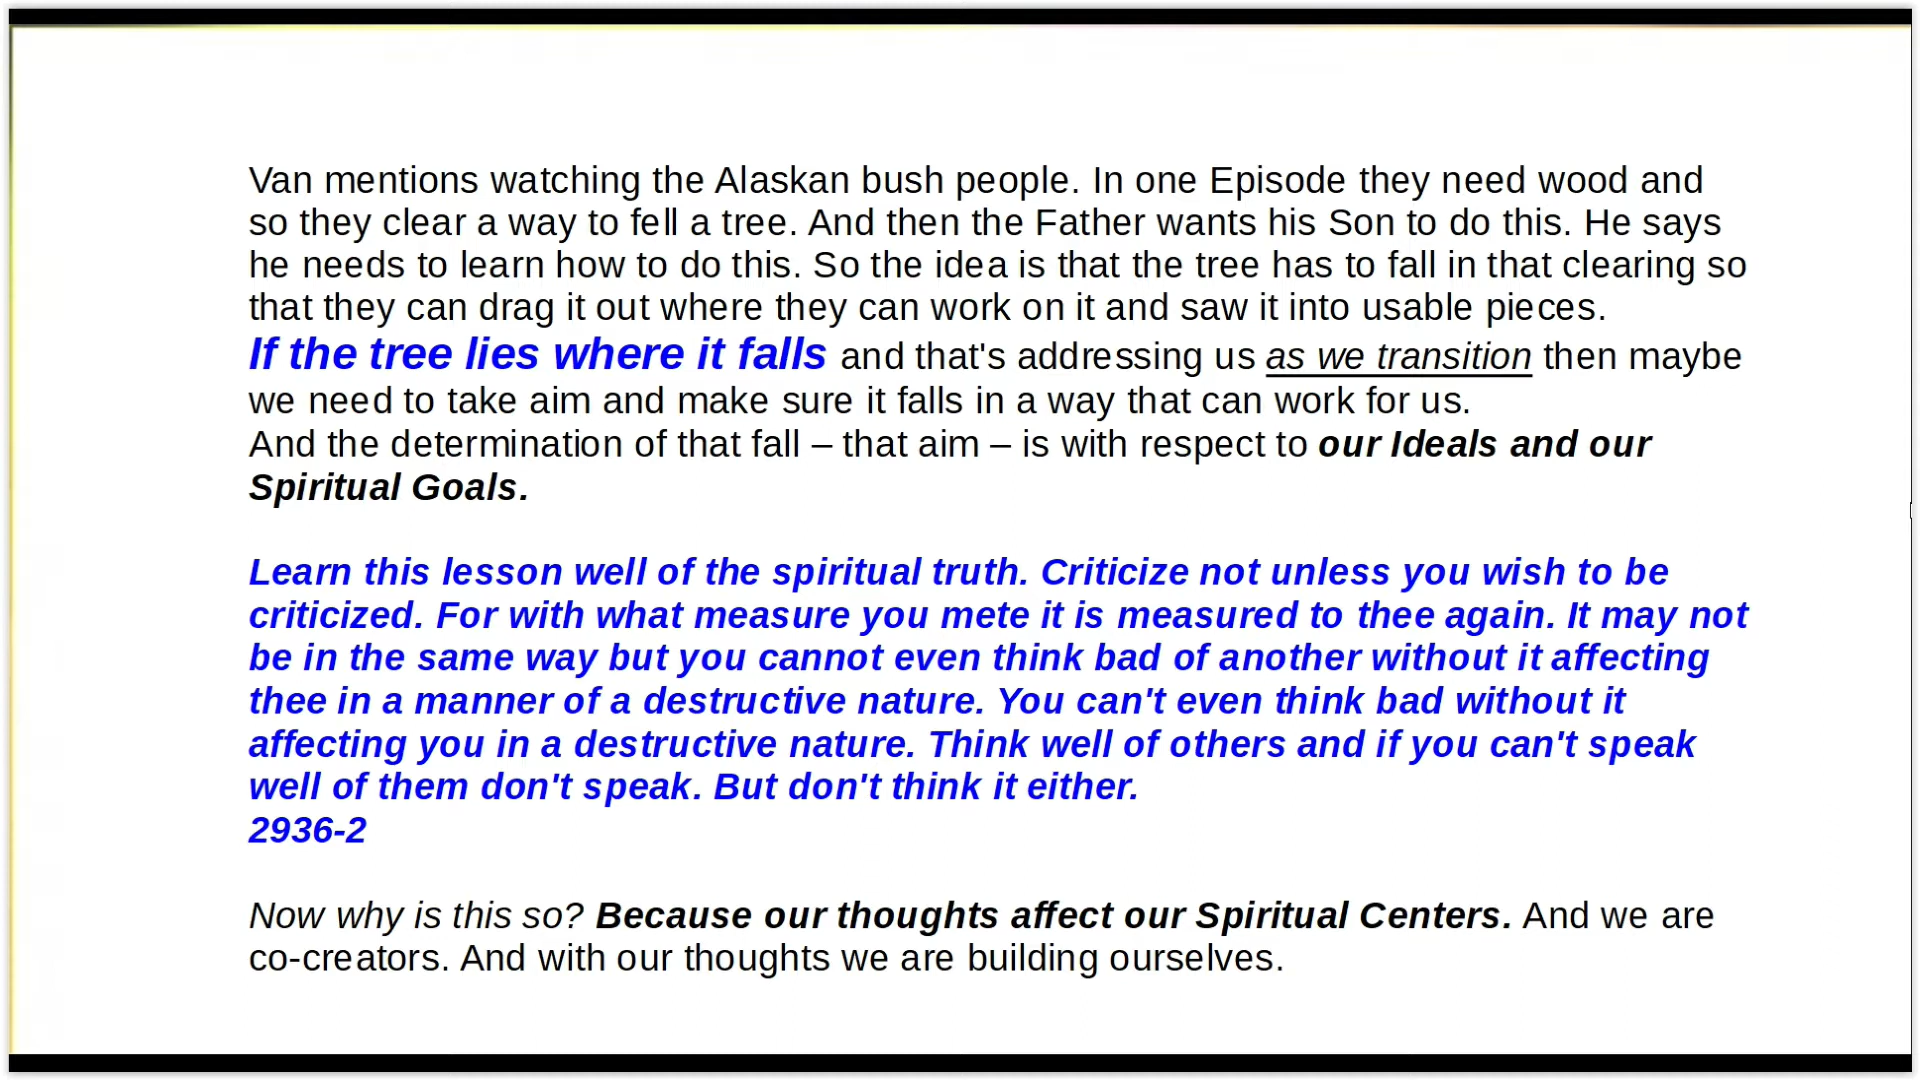 Van mentions watching the Alaskan bush people. In one Episode they need wood and
so they clear a way to fell a tree. And then the Father wants his Son to do this. He says
he needs to learn how to do this. So the idea is that the tree has to fall in that clearing so
that they can drag it out where they can work on it and saw it into usable pieces.
If the tree lies where it falls and that's addressing us as we transition then maybe
we need to take aim and make sure it falls in a way that can work for us.
And the determination of that fall – that aim – is with respect to our Ideals and our
Spiritual Goals.
Learn this lesson well of the spiritual truth. Criticize not unless you wish to be
criticized. For with what measure you mete it is measured to thee again. It may not
be in the same way but you cannot even think bad of another without it affecting
thee in a manner of a destructive nature. You can't even think bad without it
affecting you in a destructive nature. Think well of others and if you can't speak
well of them don't speak. But don't think it either.
2936-2
Now why is this so? Because our thoughts affect our Spiritual Centers. And we are
co-creators. And with our thoughts we are building ourselves.